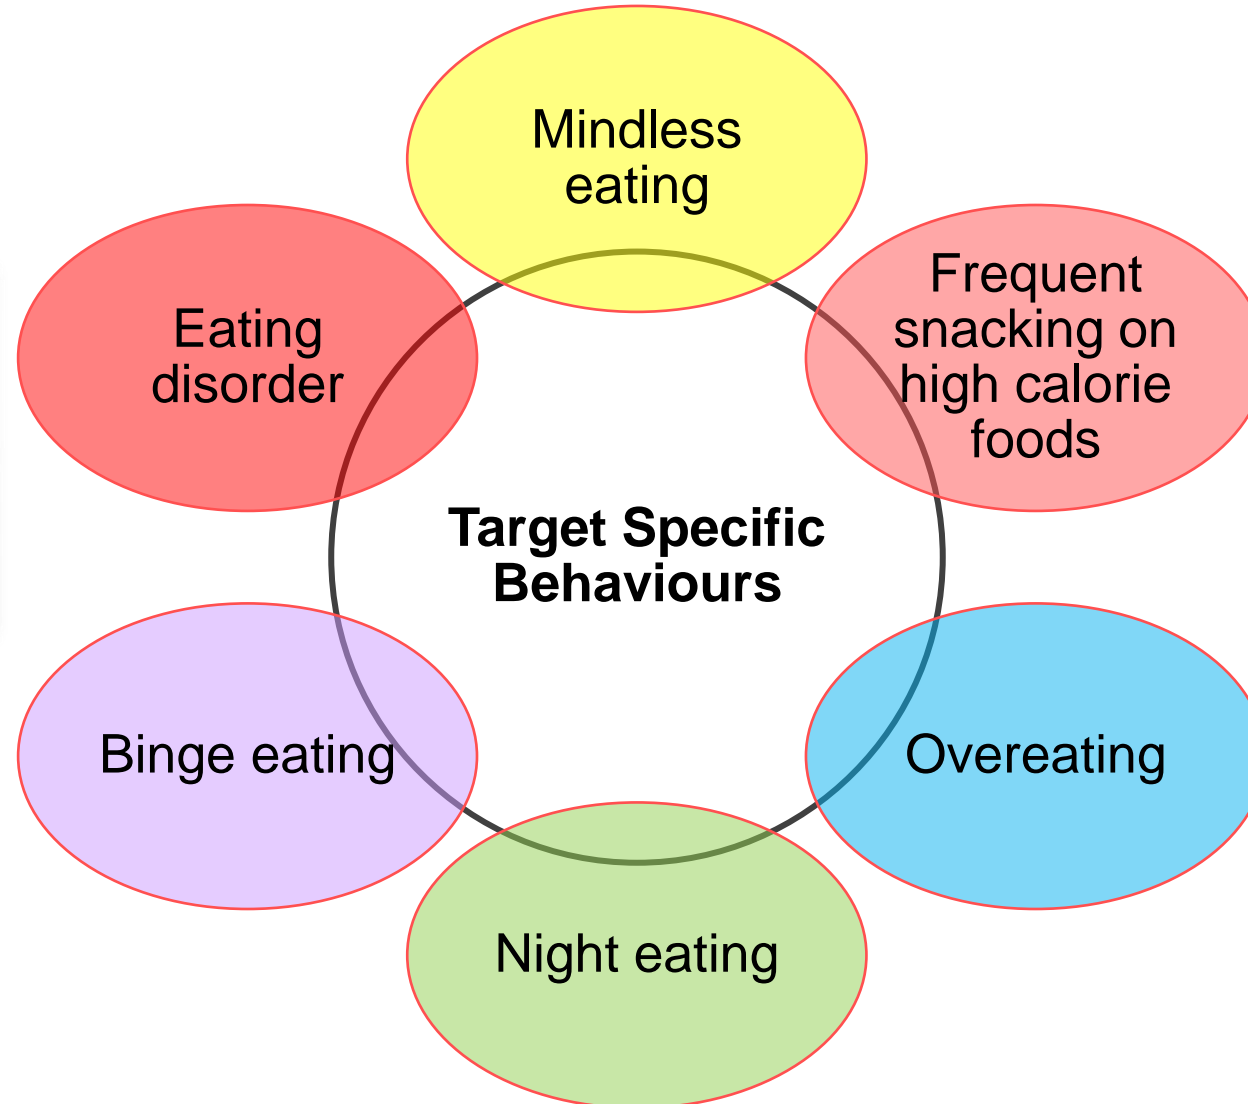 Mindless
eating
Frequent
snacking on
high calorie
foods
Eating
disorder
Target Specific
Behaviours
Binge eating
Overeating
Night eating